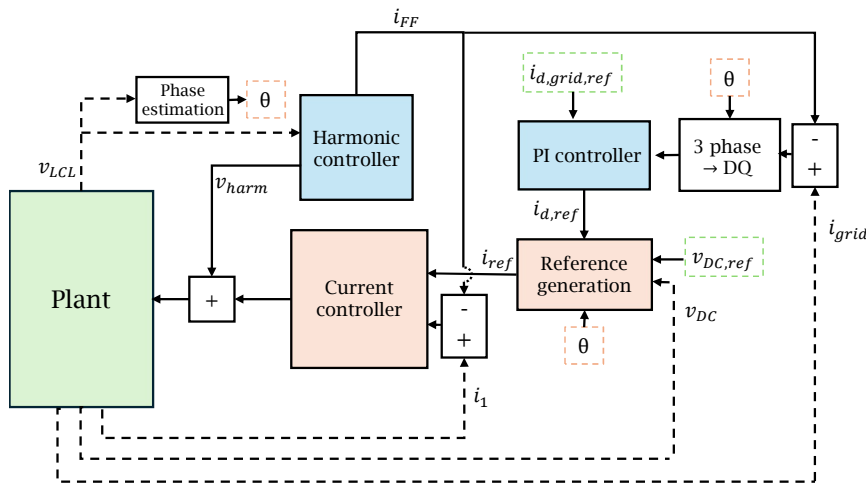 i_FF
Phase
estimation
θ
i_d,grid,ref
θ
Harmonic
controller
PI controller
3 phase
→ DQ
-
+
v_LCL
v_harm
i_d,ref
i_grid
Plant
+
Current
controller
i_ref
Reference
generation
v_DC,ref
-
+
v_DC
θ
i_1